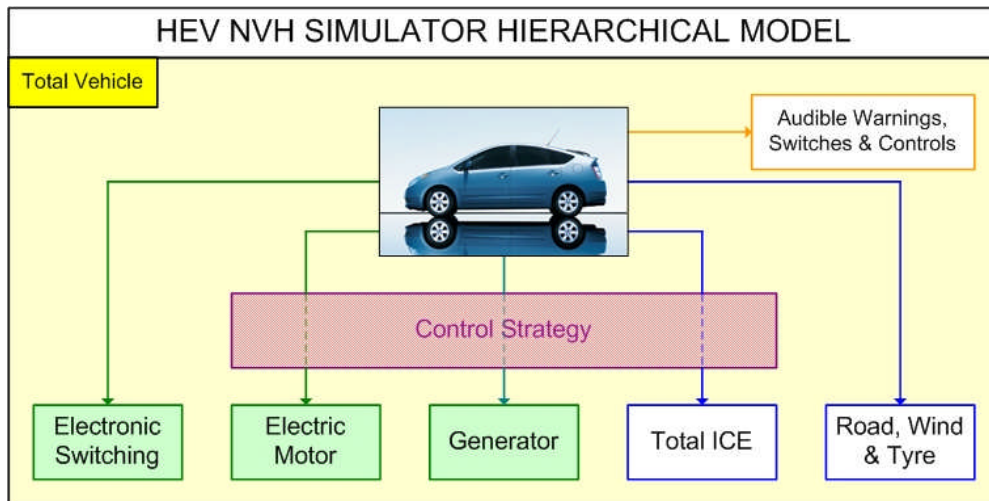 HEV NVH SIMULATOR HIERARCHICAL MODEL
Total Vehicle
Audible Warnings,
Switches & Controls
Control Strategy
Electronic
Switching
Electric
Motor
Generator
Total ICE
Road, Wind
& Tyre